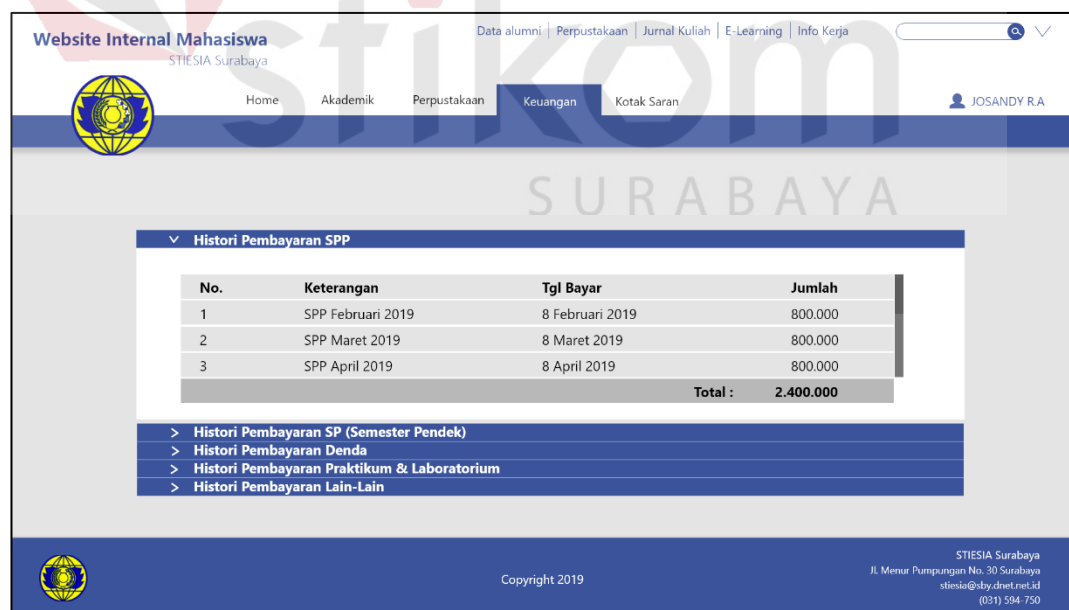 stikom
SURABAYA
Website Internal Mahasiswa
STIESIA Surabaya
Data alumni | Perpustakaan | Jurnal Kuliah | E-Learning | Info Kerja
Home Akademik Perpustakaan Keuangan Kotak Saran JOSANDY R.A
Histori Pembayaran SPP
No. Keterangan Tgl Bayar Jumlah
1 SPP Februari 2019 8 Februari 2019 800.000
2 SPP Maret 2019 8 Maret 2019 800.000
3 SPP April 2019 8 April 2019 800.000
Total : 2.400.000
> Histori Pembayaran SP (Semester Pendek)
> Histori Pembayaran Denda
> Histori Pembayaran Praktikum & Laboratorium
> Histori Pembayaran Lain-Lain
Copyright 2019
STIESIA Surabaya
Jl. Menur Pumpungan No. 30 Surabaya
stiesia@sby.dnet.net.id
(031) 594-750